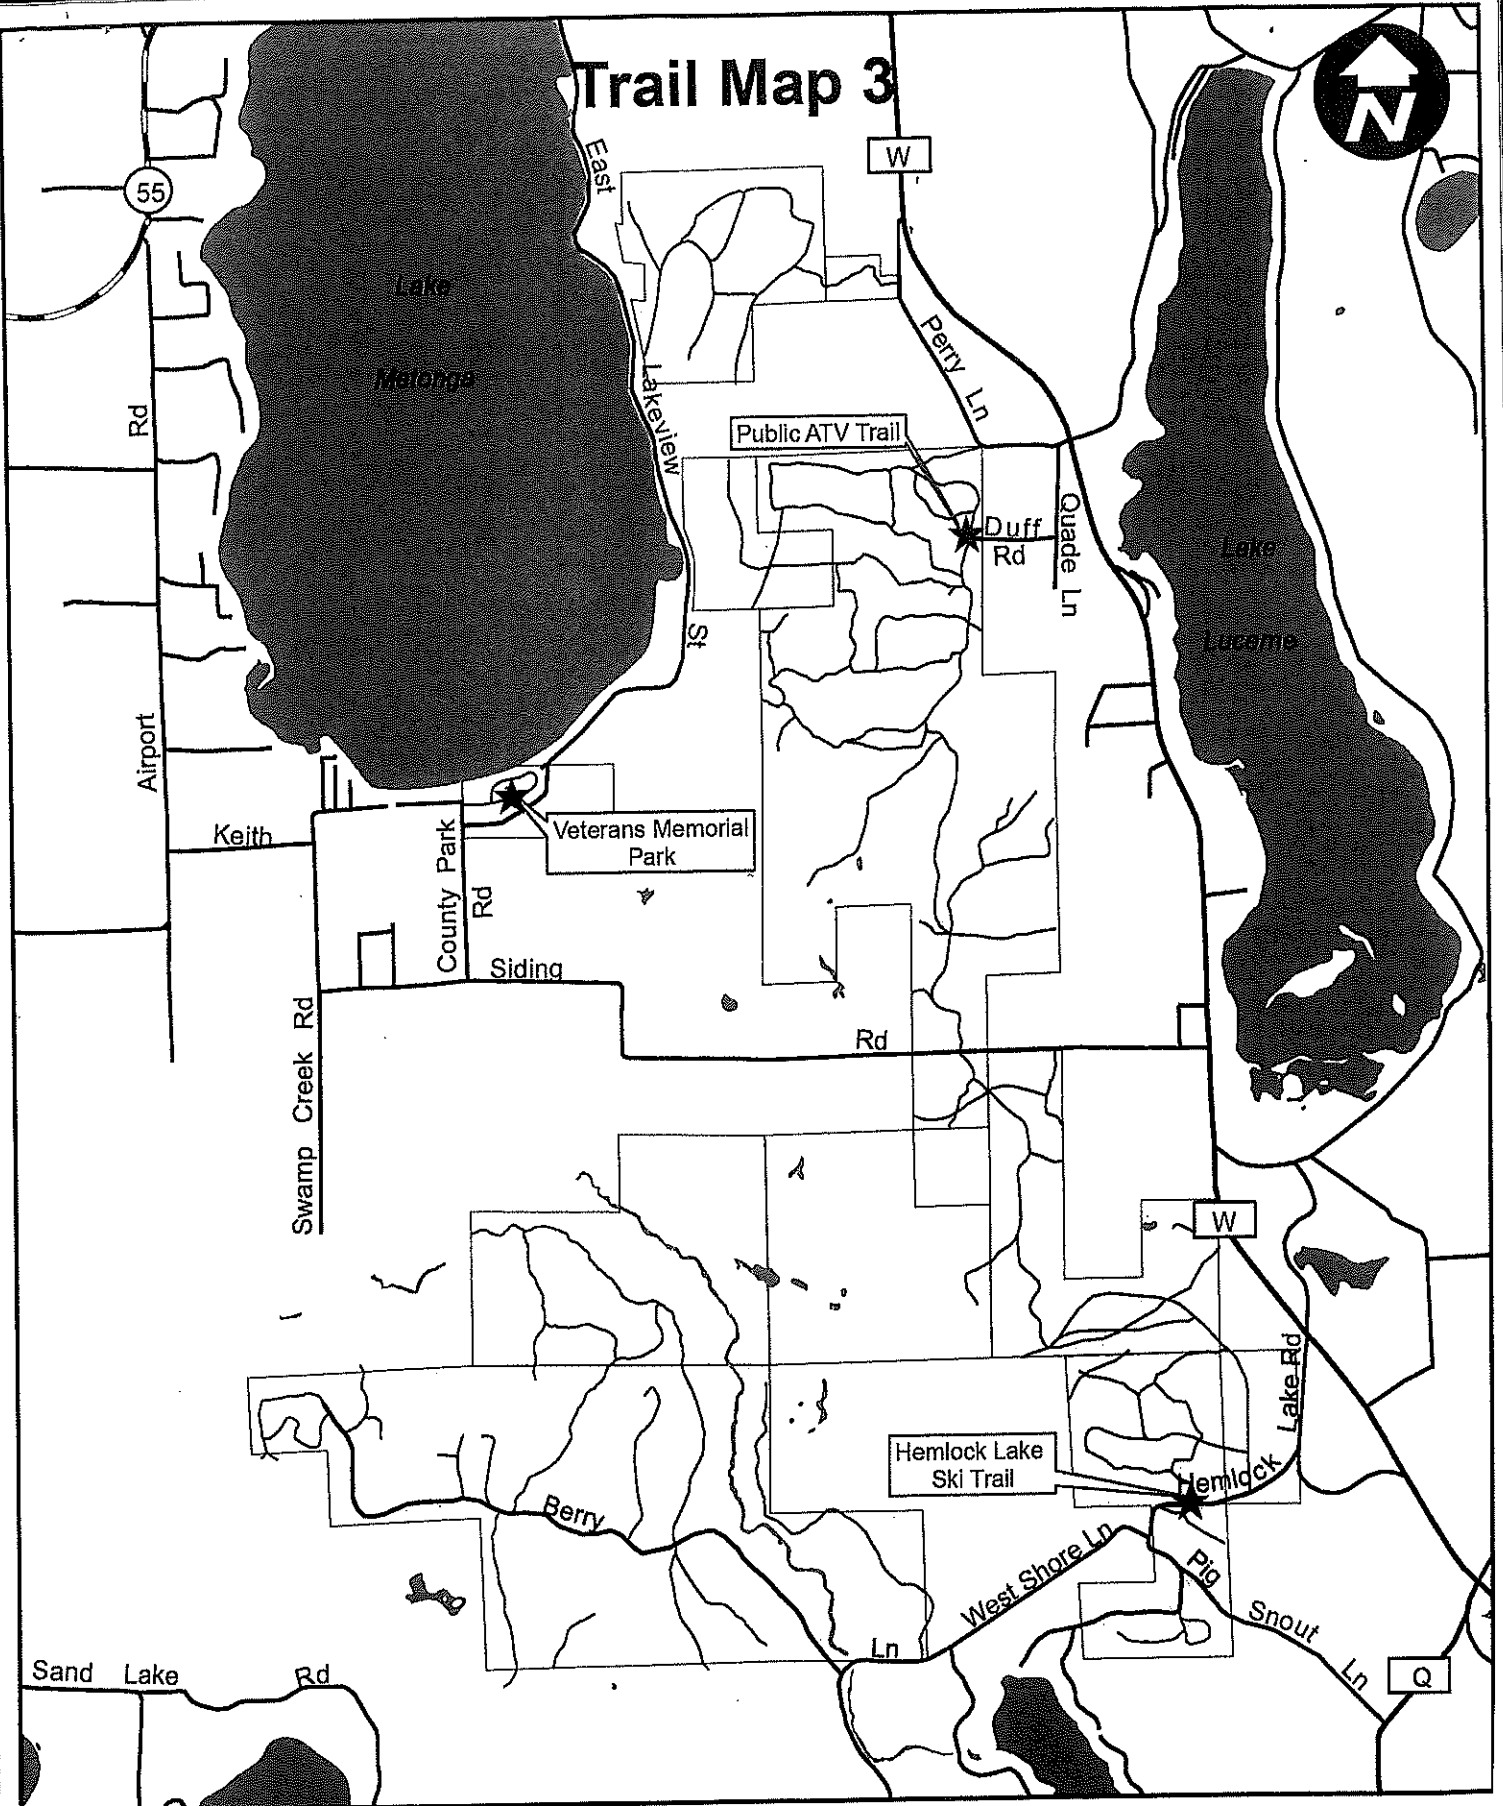 Trail Map 3
N
W
55
East
Lake
Metonga
Perry Ln
Rd
Lakeview
Public ATV Trail
Duff
Rd
Quade Ln
Lake
Lucerne
St
Airport
Keith
Veterans Memorial
Park
County Park
Rd
Siding
Rd
Swamp Creek Rd
W
Lake Rd
Hemlock Lake
Ski Trail
Hemlock
Berry
West Shore Ln
Pig
Snout
Ln
Ln
Sand Lake Rd
Q